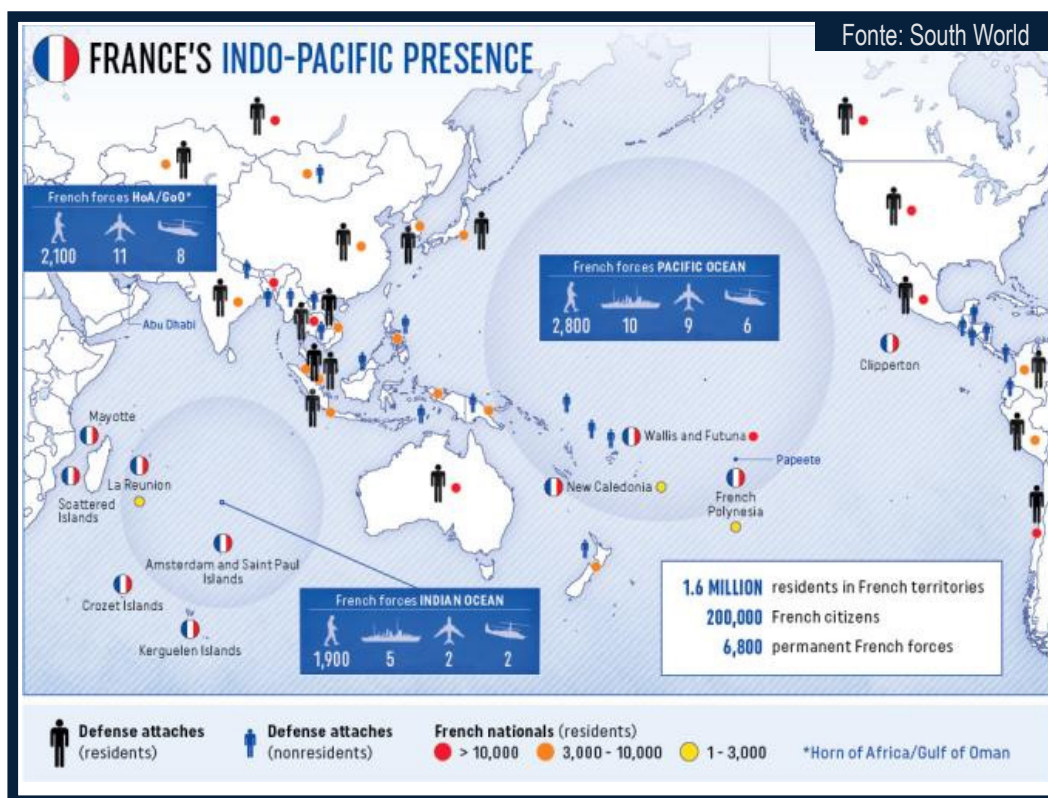 Fonte: South World
FRANCE'S INDO-PACIFIC PRESENCE
French forces HoA/GoO*
2,100 11 8
Abu Dhabi
French forces PACIFIC OCEAN
2,800 10 9 6
Clipperton
Mayotte
La Reunion
Scattered
Islands
Wallis and Futuna
Papeete
New Caledonia
French
Polynesia
Amsterdam and Saint Paul
Islands
Crozet Islands
Kerguelen Islands
French forces INDIAN OCEAN
1,900 5 2 2
1.6 MILLION residents in French territories
200,000 French citizens
6,800 permanent French forces
Defense attaches
(residents)
Defense attaches
(nonresidents)
French nationals (residents)
> 10,000 3,000 - 10,000 1 - 3,000
*Horn of Africa/Gulf of Oman